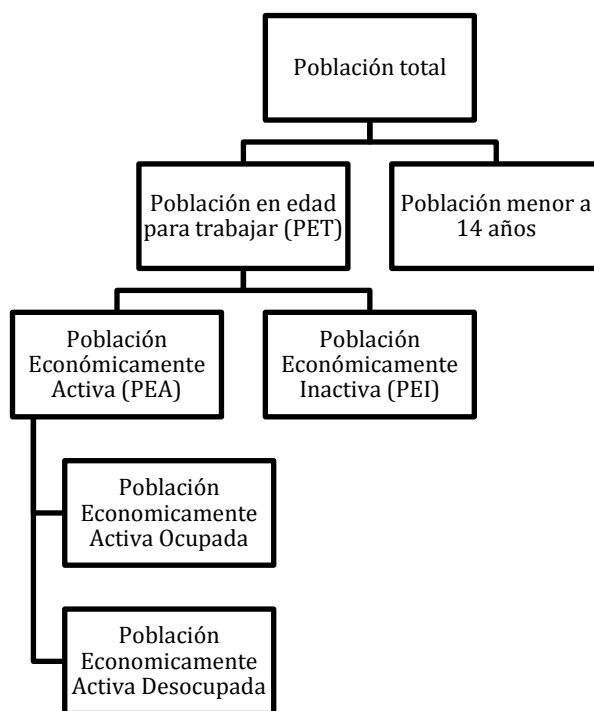 Población total
Población en edad
para trabajar (PET)
Población menor a
14 años
Población
Económicamente
Activa (PEA)
Población
Económicamente
Inactiva (PEI)
Población
Economicamente
Activa Ocupada
Población
Economicamente
Activa Desocupada